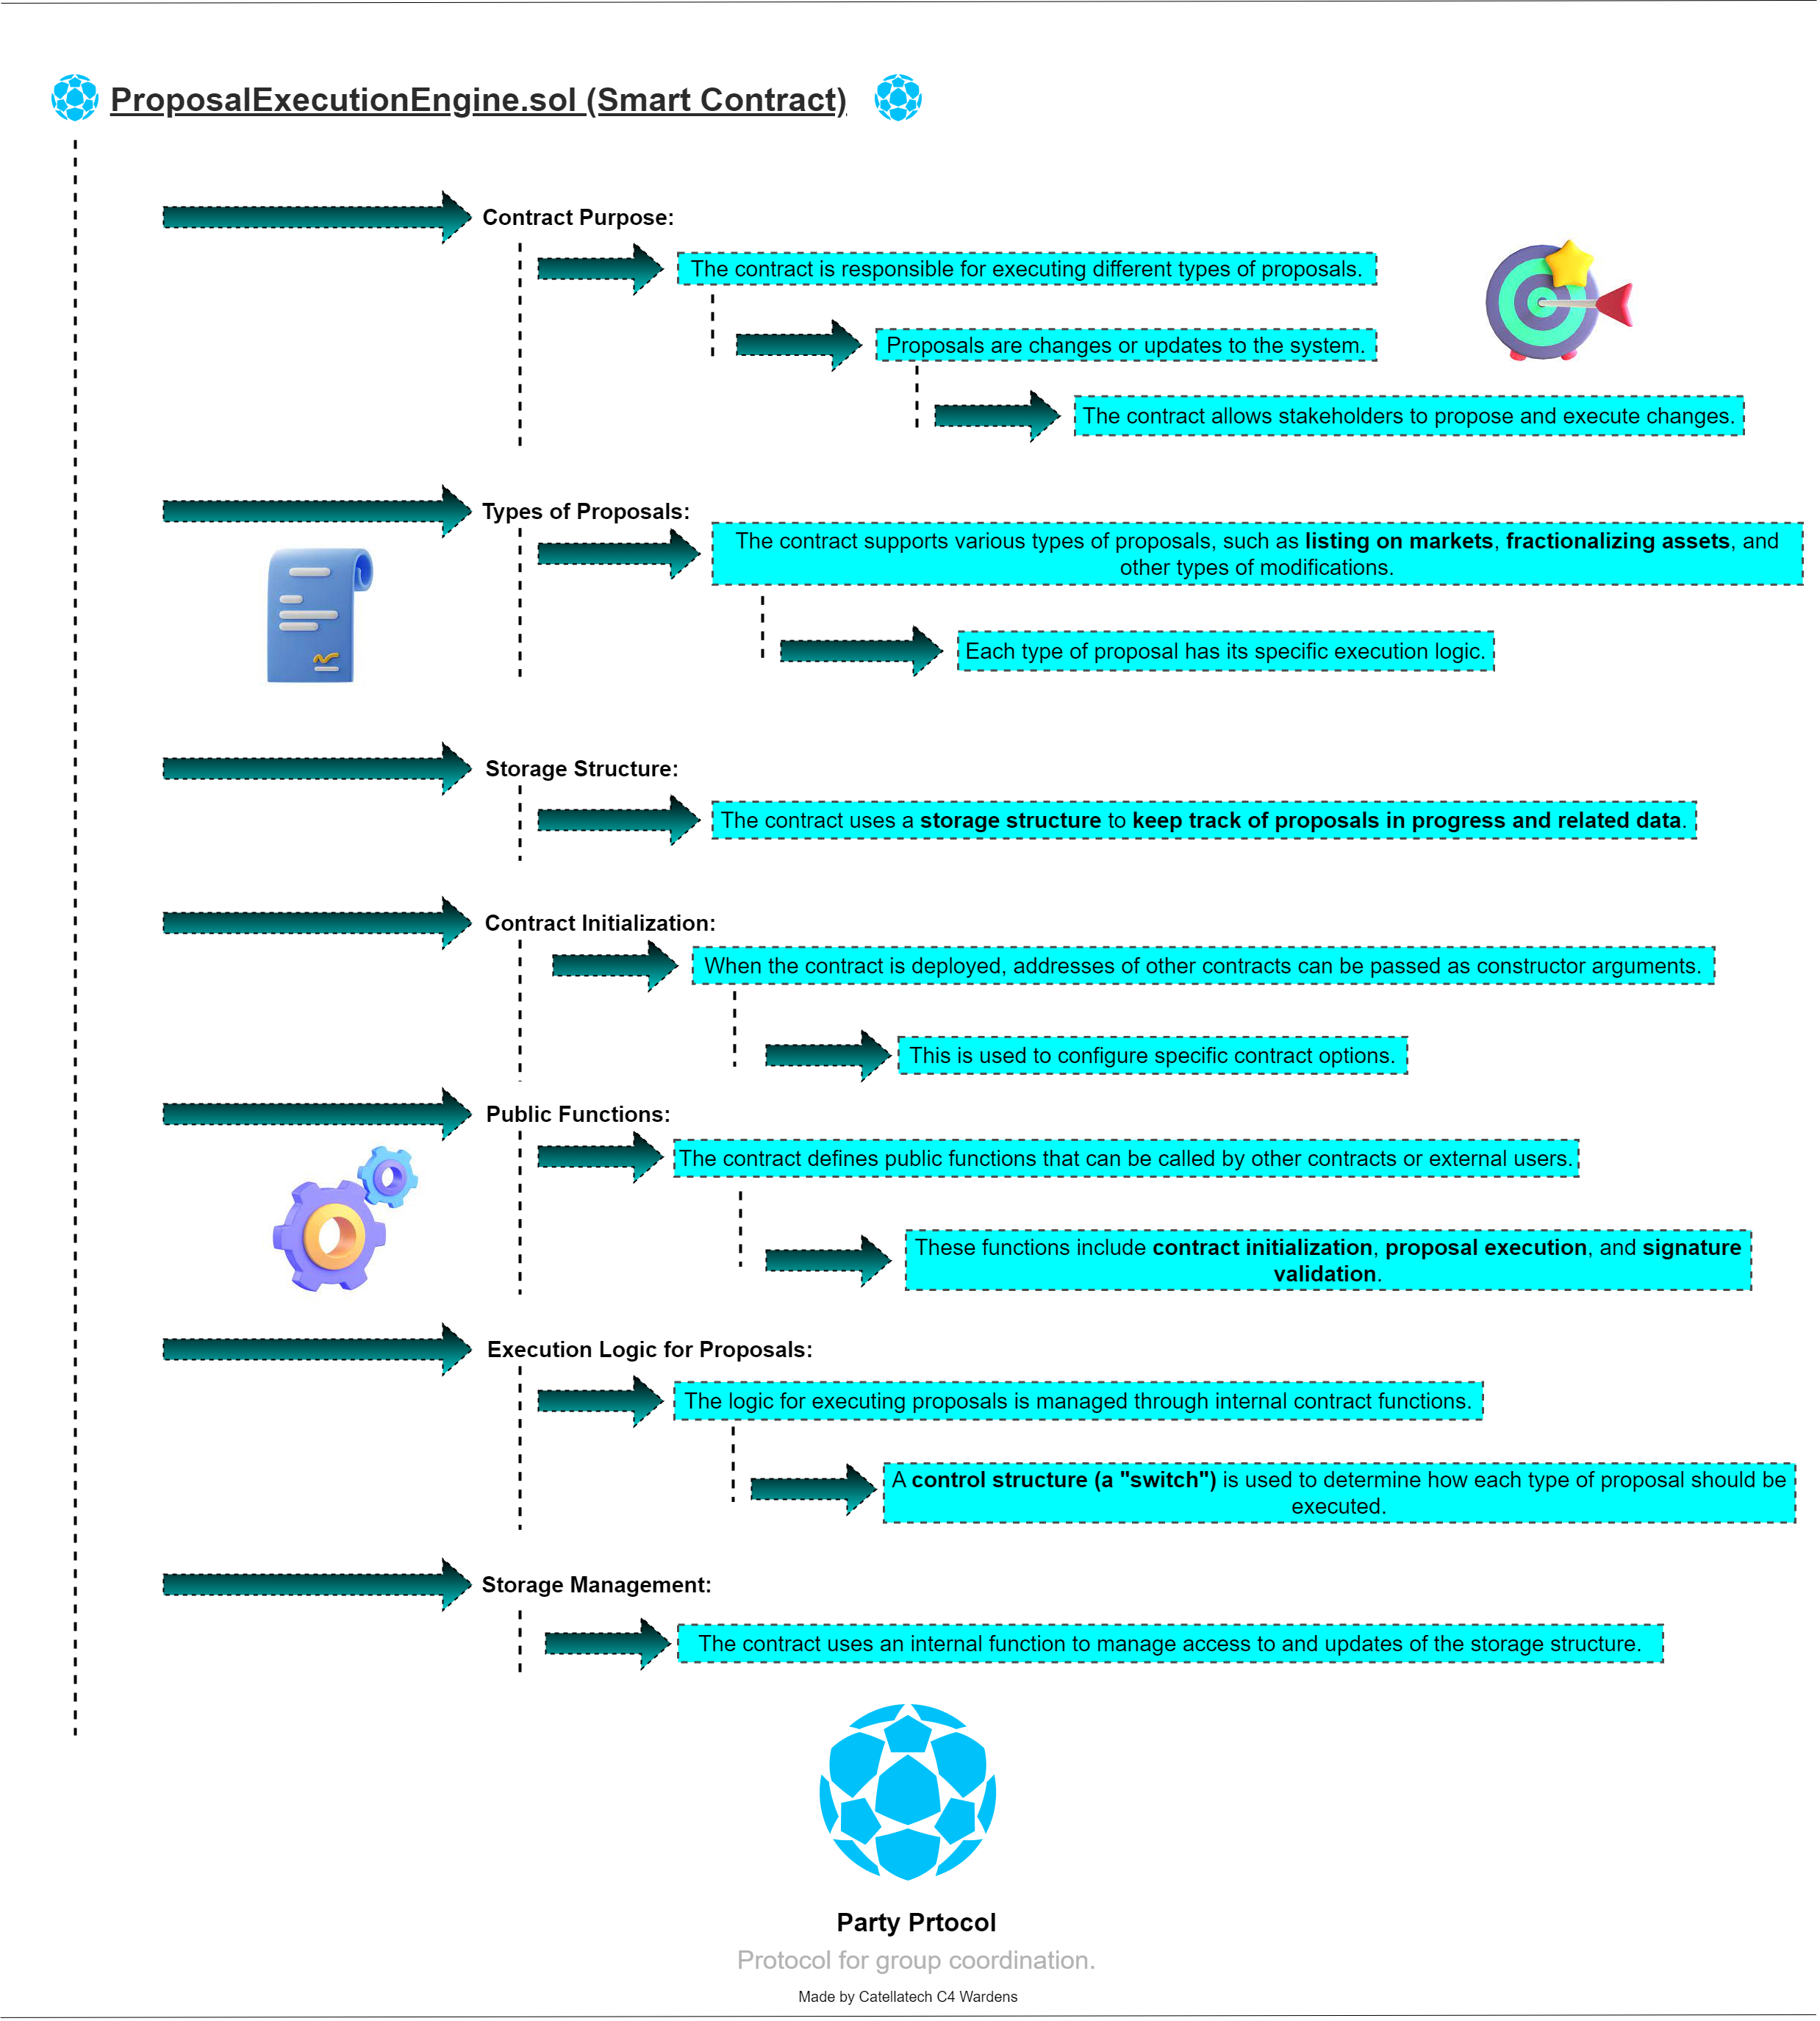 ProposalExecutionEngine.sol (Smart Contract)
Contract Purpose:
The contract is responsible for executing different types of proposals.
Proposals are changes or updates to the system.
The contract allows stakeholders to propose and execute changes.
Types of Proposals:
The contract supports various types of proposals, such as listing on markets, fractionalizing assets, and
other types of modifications.
Each type of proposal has its specific execution logic.
Storage Structure:
The contract uses a storage structure to keep track of proposals in progress and related data.
Contract Initialization:
When the contract is deployed, addresses of other contracts can be passed as constructor arguments.
This is used to configure specific contract options.
Public Functions:
The contract defines public functions that can be called by other contracts or external users.
These functions include contract initialization, proposal execution, and signature
validation.
Execution Logic for Proposals:
The logic for executing proposals is managed through internal contract functions.
A control structure (a "switch") is used to determine how each type of proposal should be
executed.
Storage Management:
The contract uses an internal function to manage access to and updates of the storage structure.
Party Prtocol
Protocol for group coordination.
Made by Catellatech C4 Wardens